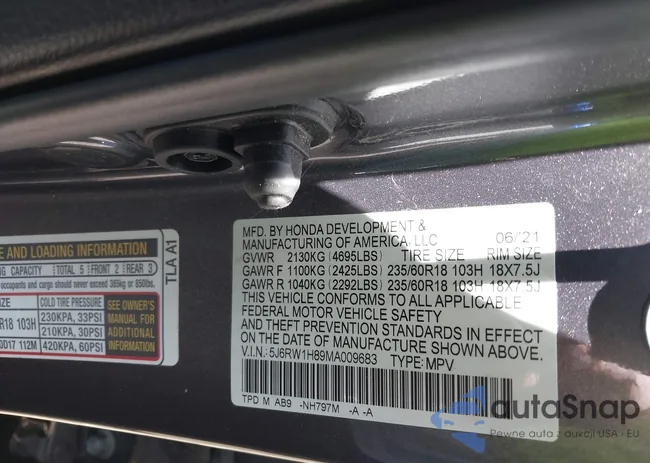 E AND LOADING INFORMATION
NG CAPACITY TOTAL 5 FRONT 2 REAR 3
occupants and cargo should never exceed 385kg or 850lbs.
SIZE COLD TIRE PRESSURE SEE OWNER'S MANUAL FOR ADDITIONAL INFORMATION
R18 103H 230KPA, 33PSI
210KPA, 30PSI
0D17 112M 420KPA, 60PSI
TLA A1
MFD. BY HONDA DEVELOPMENT &
MANUFACTURING OF AMERICA, LLC 06/21
GVWR 2130KG (4695LBS) TIRE SIZE RIM SIZE
GAWR F 1100KG (2425LBS) 235/60R18 103H 18X7.5J
GAWR R 1040KG (2292LBS) 235/60R18 103H 18X7.5J
THIS VEHICLE CONFORMS TO ALL APPLICABLE
FEDERAL MOTOR VEHICLE SAFETY
AND THEFT PREVENTION STANDARDS IN EFFECT
ON THE DATE OF MANUFACTURE SHOWN ABOVE.
V.I.N.: 5J6RW1H89MA009683 TYPE: MPV
TPD M AB9 -NH797M -A -A
autoSnap
Pewne auta z aukcji USA - EU